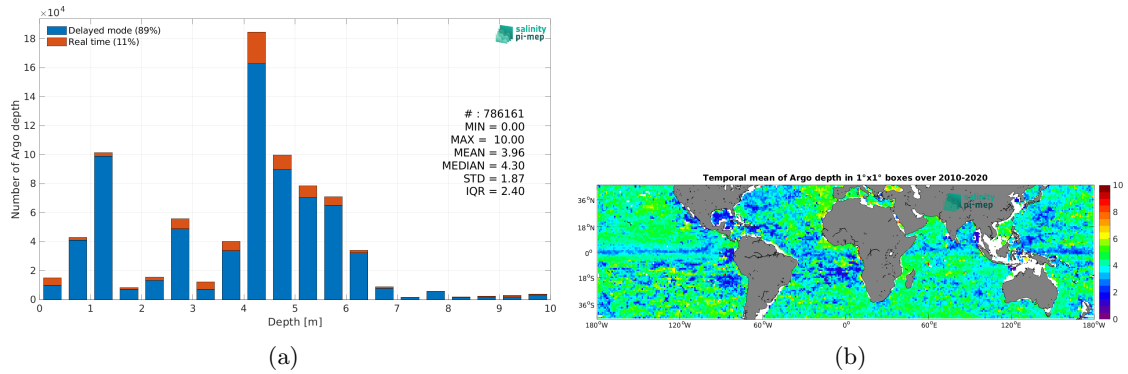 ×10⁴
18
16
14
12
10
8
6
4
2
0
Number of Argo depth
Delayed mode (89%)
Real time (11%)
salinity
pi-mep
# : 786161
MIN = 0.00
MAX = 10.00
MEAN = 3.96
MEDIAN = 4.30
STD = 1.87
IQR = 2.40
0 1 2 3 4 5 6 7 8 9 10
Depth [m]
(a)
Temporal mean of Argo depth in 1°x1° boxes over 2010-2020
salinity
pi-mep
36°N
18°N
0°
18°S
36°S
180°W 120°W 60°W 0° 60°E 120°E 180°W
10
8
6
4
2
0
(b)